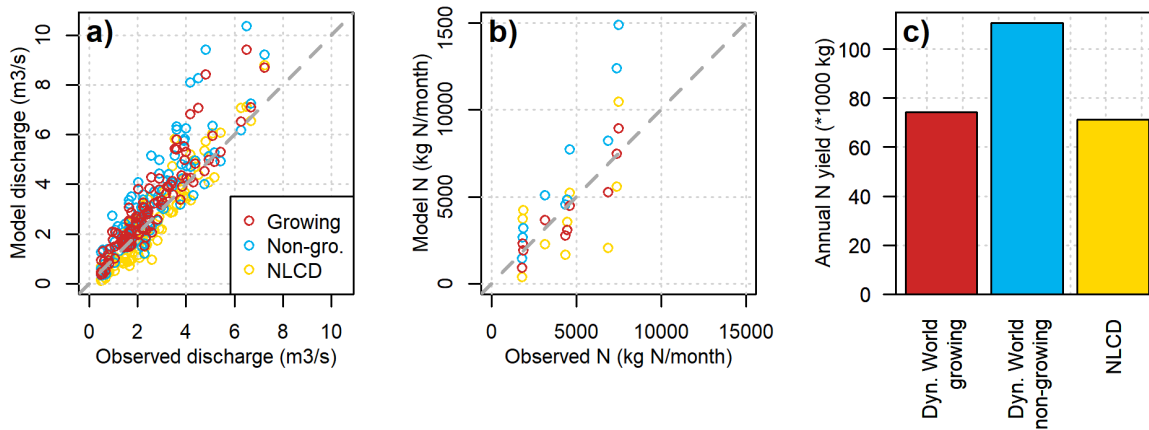 a)
Model discharge (m3/s)
0 2 4 6 8 10
Growing
Non-gro.
NLCD
0 2 4 6 8 10
Observed discharge (m3/s)
b)
Model N (kg N/month)
0 5000 10000 1500
0 5000 10000 15000
Observed N (kg N/month)
c)
Annual N yield (*1000 kg)
0 20 40 60 80 100
Dyn. World
growing
Dyn. World
non-growing
NLCD